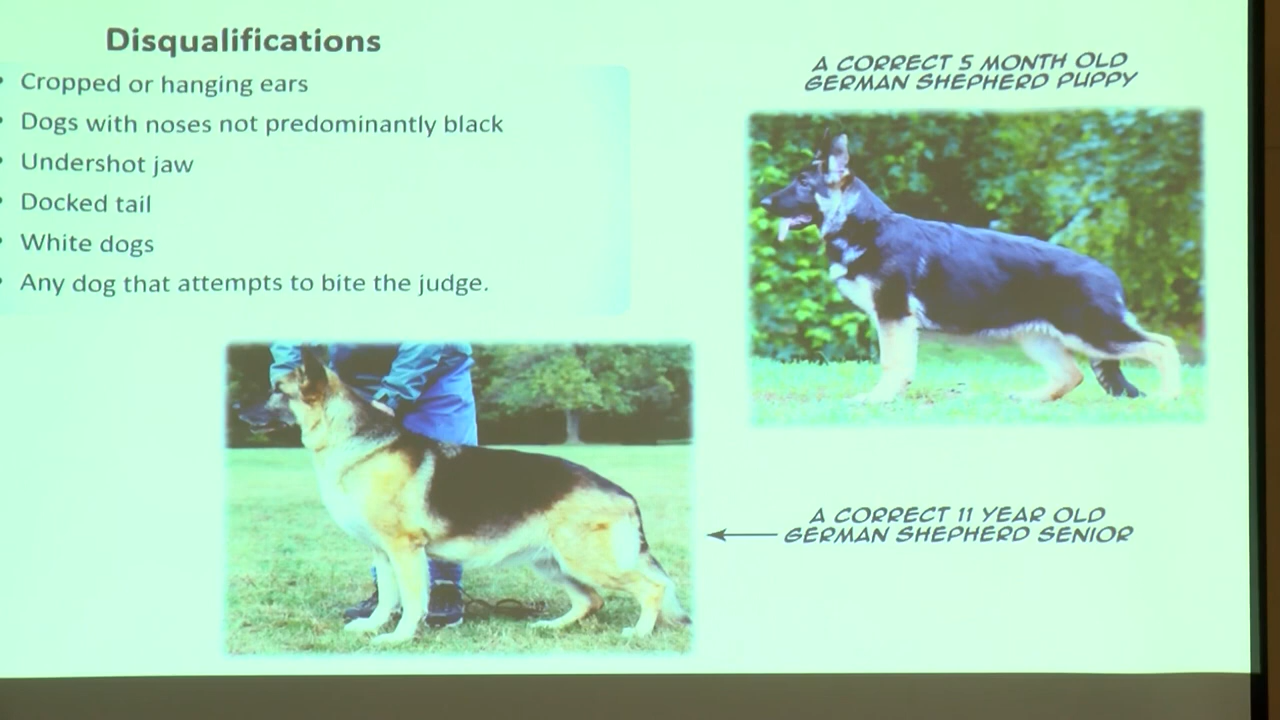 Disqualifications
• Cropped or hanging ears
• Dogs with noses not predominantly black
• Undershot jaw
• Docked tail
• White dogs
• Any dog that attempts to bite the judge.
A CORRECT 5 MONTH OLD
GERMAN SHEPHERD PUPPY
A CORRECT 11 YEAR OLD
GERMAN SHEPHERD SENIOR